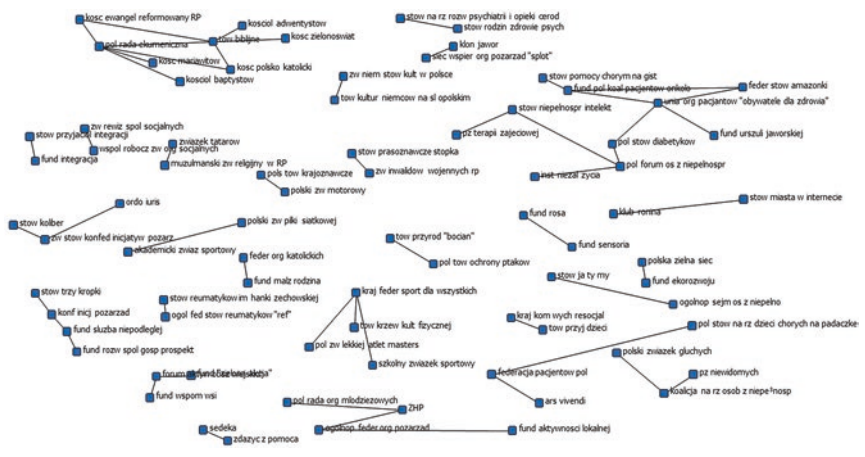 kosc ewangel reformowany RP
kosciol adwentystow
pol rada ekumeniczna
tow biblijne
kosc zielonoswiat
kosc mariawitow
kosc polsko katolicki
kosciol baptystow
stow na rz rozw psychiatrii i opieki cerod
stow rodzin zdrowie psych
klon jawor
siec wspier org pozarzad "splot"
zw niem stow kult w polsce
tow kultur niemcow na sl opolskim
stow pomocy chorym na gist
fund pol koal pacjentow onkolo
feder stow amazonki
unia org pacjantow "obywatele dla zdrowia"
stow niepelnospr intelekt
pz terapii zajeciowej
fund urszuli jaworskiej
pol stow diabetykow
pol forum os z niepelnospr
inst niezal zycia
zw rewiz spol socjalnych
stow przyjaciol integracji
wspol robocz zw org socjalnych
fund integracja
zwiazek tatarow
muzulmanski zw religijny w RP
stow prasoznawcze stopka
zw inwalidow wojennych rp
pols tow krajoznawcze
polski zw motorowy
ordo iuris
stow kolber
zw stow konfed inicjatyw pozarz
polski zw pilki siatkowej
akademicki zwiaz sportowy
fund rosa
fund sensoria
klub ronina
stow miasta w internecie
tow przyrod "bocian"
pol tow ochrony ptakow
feder org katolickich
fund malz rodzina
polska zielna siec
fund ekorozwoju
stow ja ty my
ogolnop sejm os z niepelno
stow trzy kropki
konf inicj pozarzad
fund sluzba niepodleglej
fund rozw spol gosp prospekt
stow reumatykow im hanki zechowskiej
ogol fed stow reumatykow "ref"
kraj feder sport dla wszystkich
tow krzew kult fizycznej
pol zw lekkiej atlet masters
szkolny zwiazek sportowy
kraj kom wych resocjal
tow przyj dzieci
pol stow na rz dzieci chorych na padaczke
polski zwiazek gluchych
federacja pacjentow pol
pz niewidomych
ars vivendi
koalicja na rz osob z niepe³nosp
fund wspom wsi
pol rada org mlodziezowych
ZHP
sedeka
zdazyc z pomoca
ogolnop feder org pozarzad
fund aktywnosci lokalnej